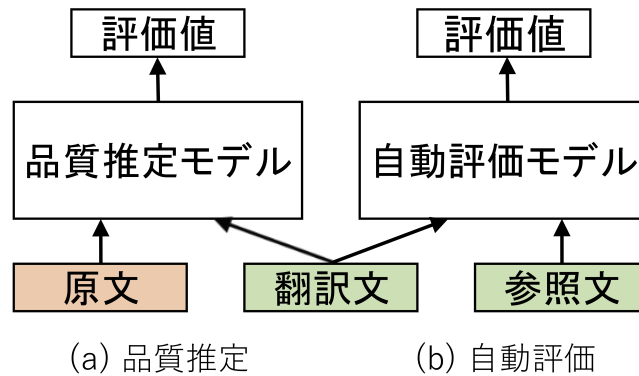 評価値
評価値
品質推定モデル
自動評価モデル
原文
翻訳文
参照文
(a) 品質推定
(b) 自動評価